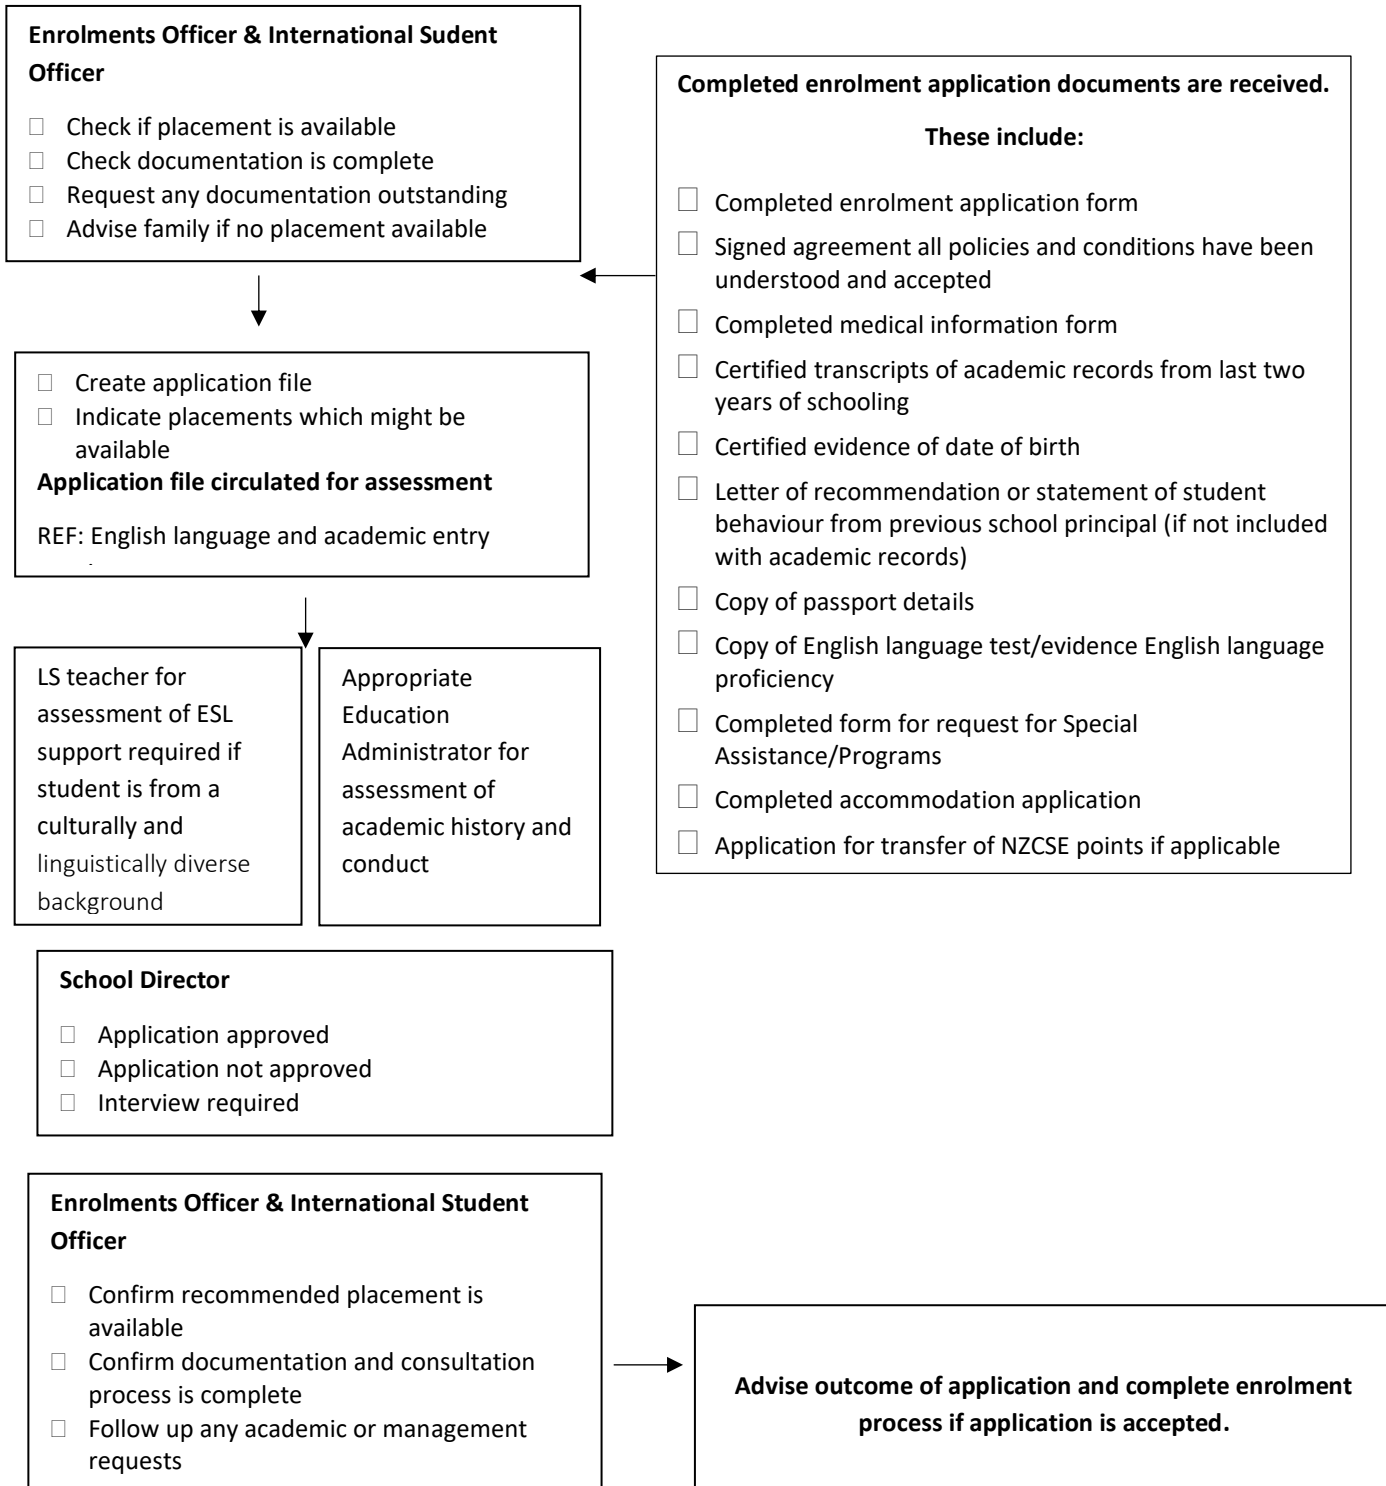 Enrolments Officer & International Sudent
Officer
☐ Check if placement is available
☐ Check documentation is complete
☐ Request any documentation outstanding
☐ Advise family if no placement available
Completed enrolment application documents are received.
These include:
☐ Completed enrolment application form
☐ Signed agreement all policies and conditions have been
understood and accepted
☐ Completed medical information form
☐ Certified transcripts of academic records from last two
years of schooling
☐ Certified evidence of date of birth
☐ Letter of recommendation or statement of student
behaviour from previous school principal (if not included
with academic records)
☐ Copy of passport details
☐ Copy of English language test/evidence English language
proficiency
☐ Completed form for request for Special
Assistance/Programs
☐ Completed accommodation application
☐ Application for transfer of NZCSE points if applicable
☐ Create application file
☐ Indicate placements which might be
available
Application file circulated for assessment
REF: English language and academic entry
LS teacher for
assessment of ESL
support required if
student is from a
culturally and
linguistically diverse
background
Appropriate
Education
Administrator for
assessment of
academic history and
conduct
School Director
☐ Application approved
☐ Application not approved
☐ Interview required
Enrolments Officer & International Student
Officer
☐ Confirm recommended placement is
available
☐ Confirm documentation and consultation
process is complete
☐ Follow up any academic or management
requests
Advise outcome of application and complete enrolment
process if application is accepted.